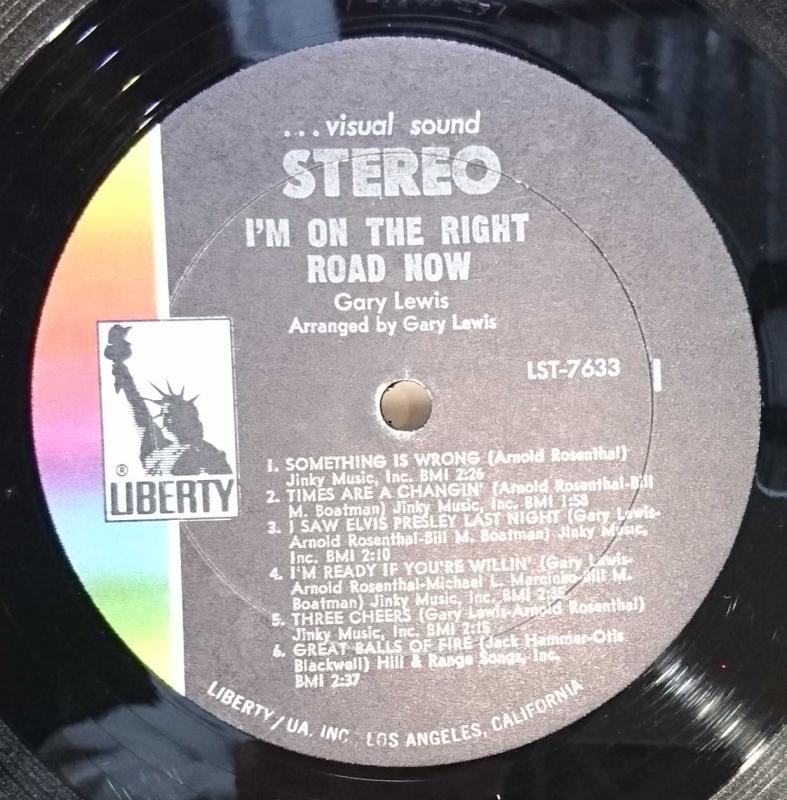 ...visual sound
STEREO
I'M ON THE RIGHT
ROAD NOW
Gary Lewis
Arranged by Gary Lewis
LST-7633
1
®
LIBERTY
1. SOMETHING IS WRONG (Arnold Rosenthal)
Jinky Music, Inc. BMI 2:26
2. TIMES ARE A CHANGIN' (Arnold Rosenthal-Bill
M. Boatman) Jinky Music, Inc. BMI 1:58
3. I SAW ELVIS PRESLEY LAST NIGHT (Gary Lewis-
Arnold Rosenthal-Bill M. Boatman) Jinky Music,
Inc. BMI 2:10
4. I'M READY IF YOU'RE WILLIN' (Gary Lewis-
Arnold Rosenthal-Michael L. Marcinko-Bill M.
Boatman) Jinky Music, Inc. BMI 2:35
5. THREE CHEERS (Gary Lewis-Arnold Rosenthal)
Jinky Music, Inc. BMI 2:15
6. GREAT BALLS OF FIRE (Jack Hammer-Otis
Blackwell) Hill & Range Songs, Inc.
BMI 2:37
LIBERTY/UA, INC., LOS ANGELES, CALIFORNIA